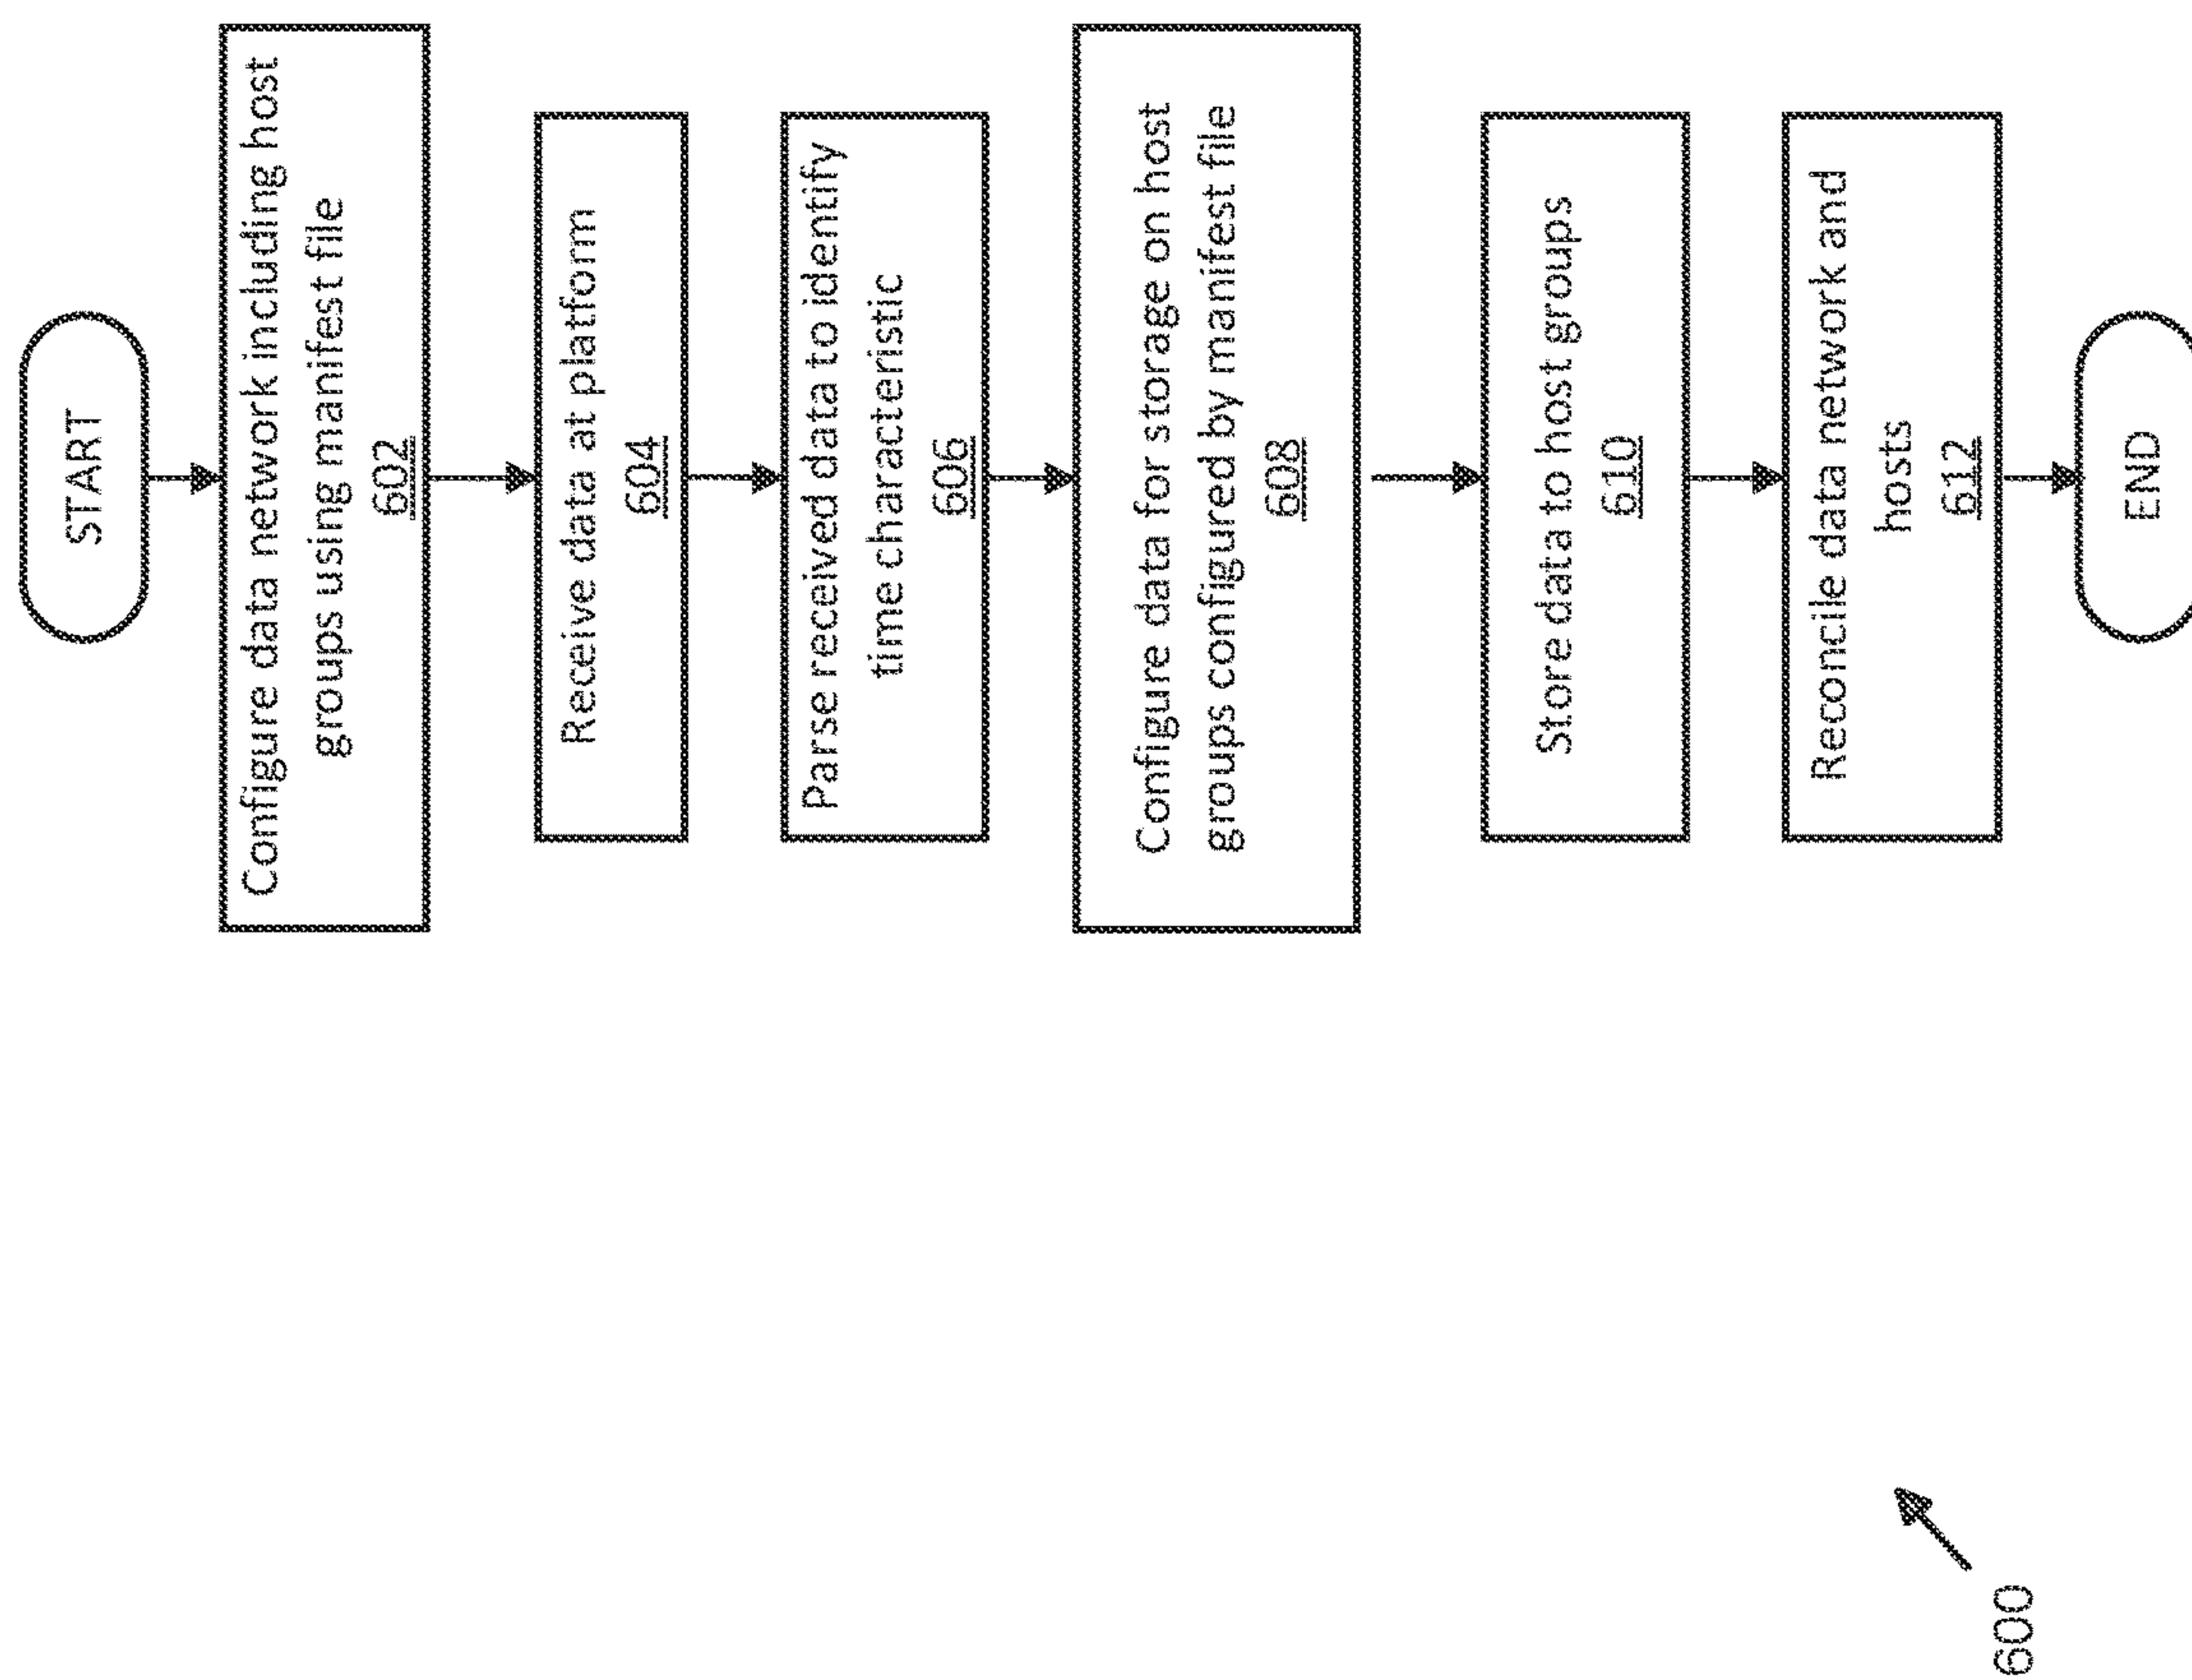 START
Configure data network including host
groups using manifest file
602
Receive data at platform
604
Parse received data to identify
time characteristic
606
Configure data for storage on host
groups configured by manifest file
608
Store data to host groups
610
Reconcile data network and
hosts
612
END
600